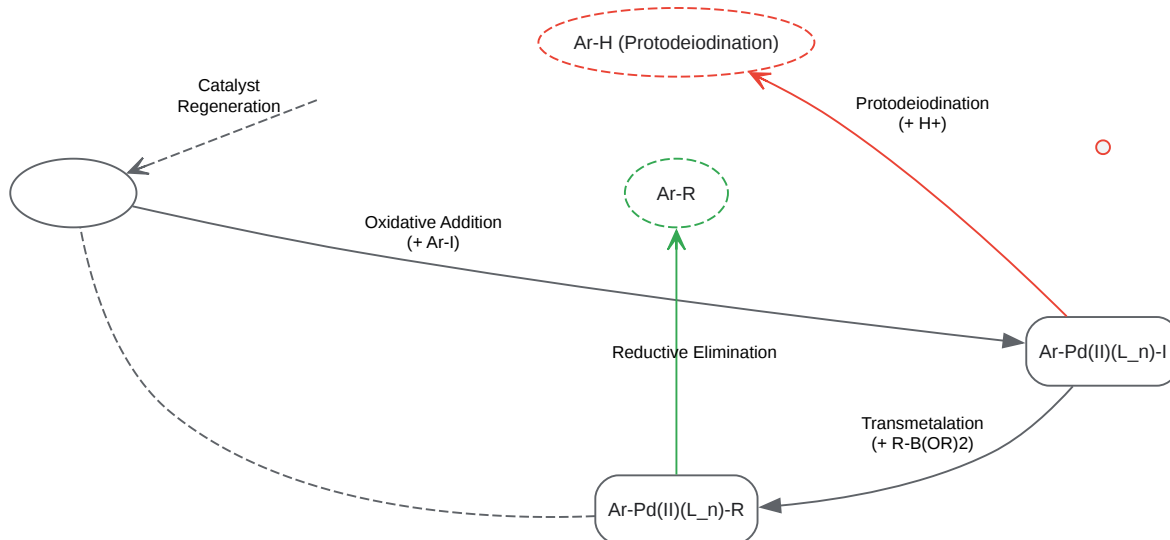 Ar-H (Protodeiodination)
Catalyst
Regeneration
Protodeiodination
(+ H+)
Ar-R
Oxidative Addition
(+ Ar-I)
Reductive Elimination
Ar-Pd(II)(L_n)-I
Transmetalation
(+ R-B(OR)2)
Ar-Pd(II)(L_n)-R